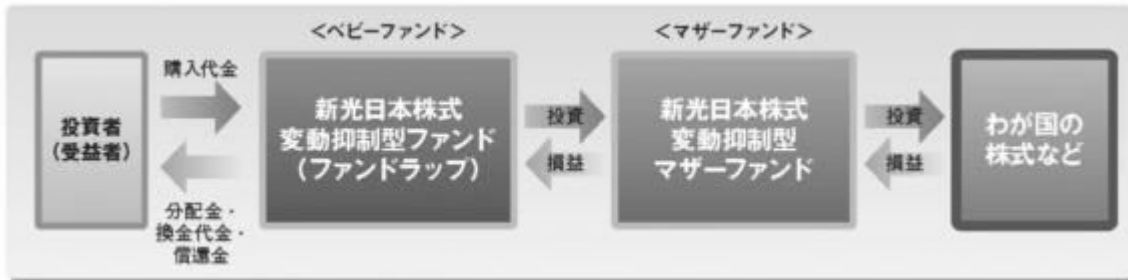 ＜ベビーファンド＞
＜マザーファンド＞
投資者
（受益者）
購入代金
分配金・
換金代金・
償還金
新光日本株式
変動抑制型ファンド
（ファンドラップ）
投資
損益
新光日本株式
変動抑制型
マザーファンド
投資
損益
わが国の
株式など